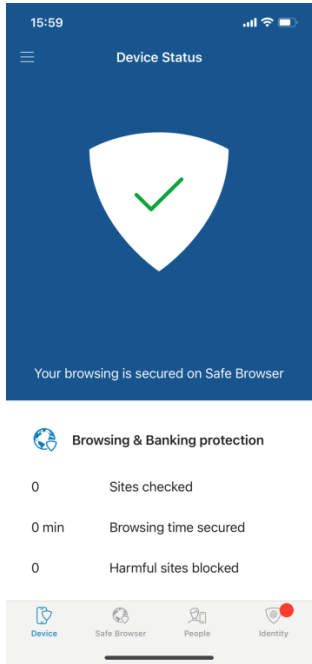 15:59
Device Status
Your browsing is secured on Safe Browser
Browsing & Banking protection
0 Sites checked
0 min Browsing time secured
0 Harmful sites blocked
Device Safe Browser People Identity